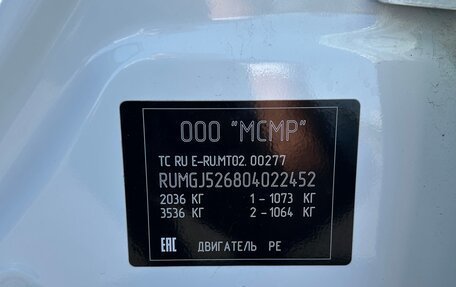 ООО "МСМР"
ТС RU E-RU.МТ02. 00277
RUMGJ526804022452
2036 КГ 1 - 1073 КГ
3536 КГ 2 - 1064 КГ
EAC ДВИГАТЕЛЬ PE